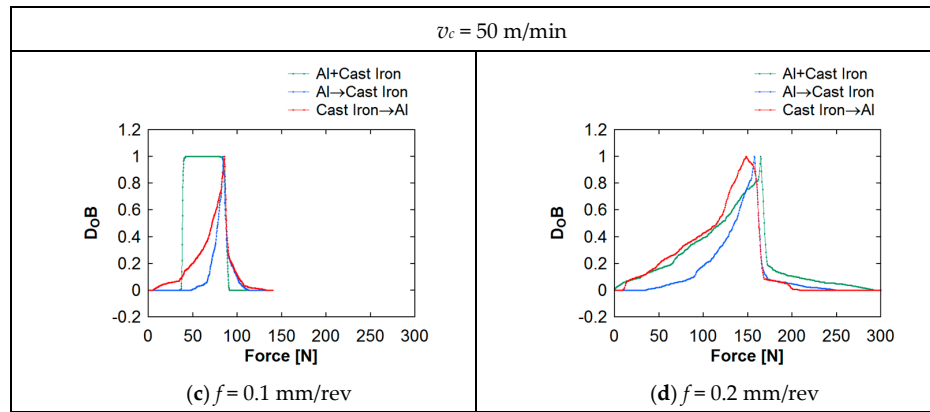 v_c = 50 m/min
Al+Cast Iron
Al→Cast Iron
Cast Iron→Al
1.2
1
0.8
0.6
0.4
0.2
0
-0.2
DoB
0 50 100 150 200 250 300
Force [N]
(c) f = 0.1 mm/rev
Al+Cast Iron
Al→Cast Iron
Cast Iron→Al
1.2
1
0.8
0.6
0.4
0.2
0
-0.2
DoB
0 50 100 150 200 250 300
Force [N]
(d) f = 0.2 mm/rev